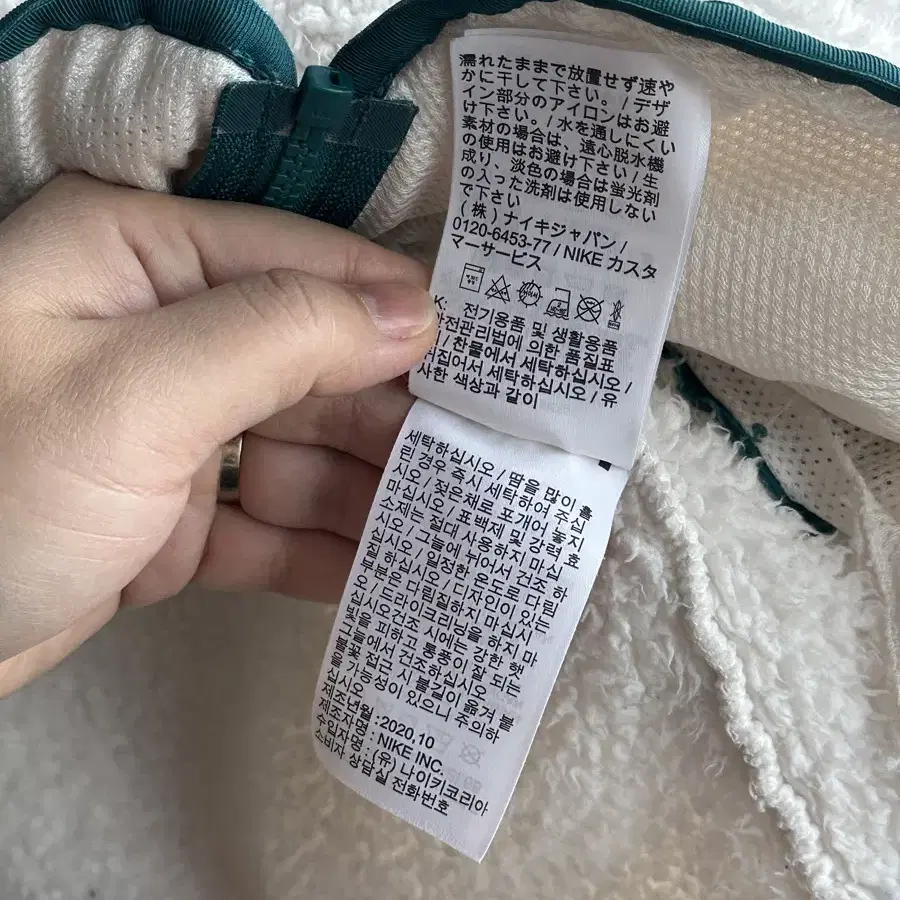 濡れたままで放置せず速や
かに干して下さい。/ デザ
イン部分のアイロンはお避
け下さい。/ 水を通しにくい
素材の場合は、遠心脱水機
の使用はお避け下さい / 生
成り、淡色の場合は蛍光剤
の入った洗剤は使用しない
で下さい
(株) ナイキジャパン /
0120-6453-77 / NIKE カスタ
マーサービス
K: 전기용품 및 생활용품
안전관리법에 의한 품질표
/ 찬물에서 세탁하십시오 /
뒤집어서 세탁하십시오 / 유
사한 색상과 같이
세탁하십시오 / 땀을 많이 흘
린 경우 즉시 세탁하여 주십
시오 / 젖은체로 포개어 놓지
마십시오 / 표백제 및 강력 효
소제는 절대 사용하지 마십
시오 / 그늘에 뉘어서 건조 하
십시오 / 일정한 온도로 다림
질 하십시오 / 디자인이 있는
부분은 다림질하지 마십시
오 / 드라이크리닝을 하지 마
십시오건조 시에는 강한 햇
빛을 피하고 통풍이 잘 되는
그늘에서 건조하십시오
불꽃에 접근 시 불길이 옮겨 붙
을 가능성이 있으니 주의하
십시오
제조년월 :2020.10
제조자명 : NIKE INC.
수입자명 : (유) 나이키코리아
소비자 상담실 전화번호